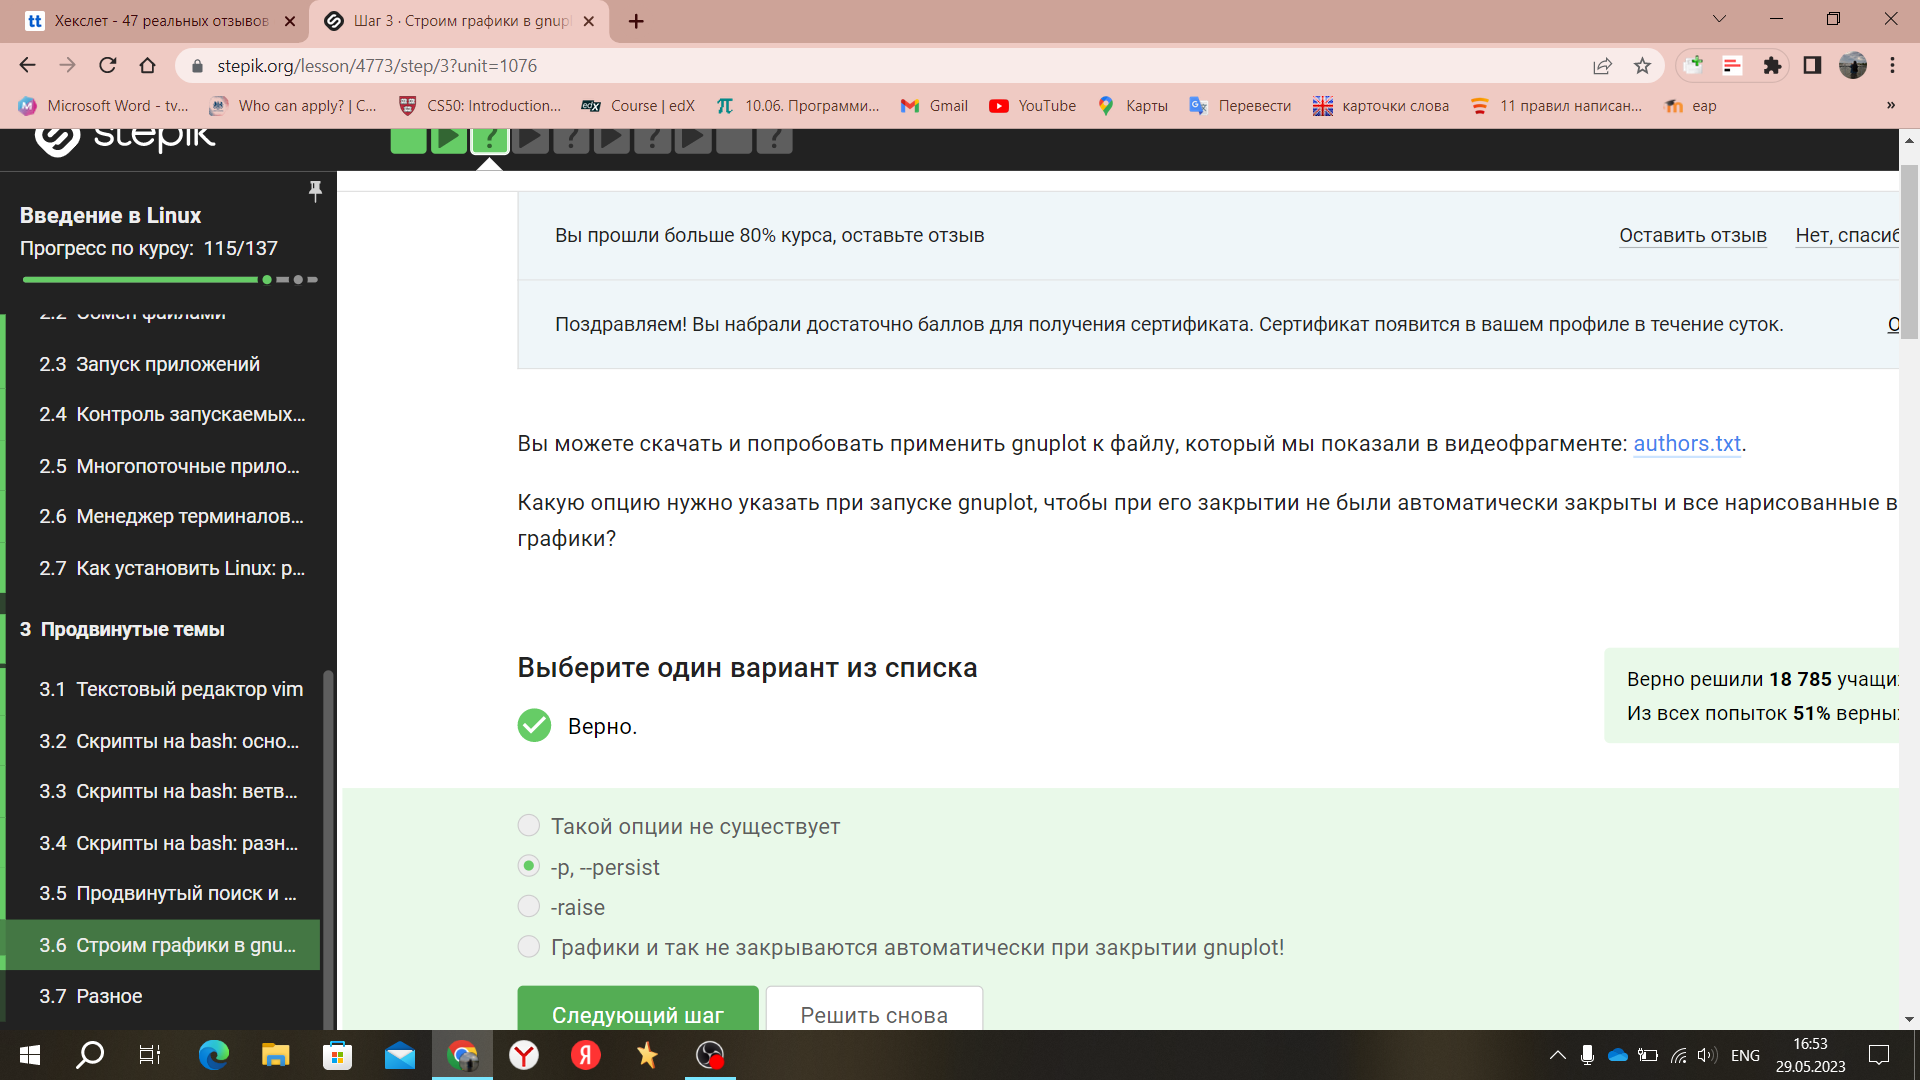 Хекслет - 47 реальных отзывов
Шаг 3 · Строим графики в gnupl
stepik.org/lesson/4773/step/3?unit=1076
Microsoft Word - tv...
Who can apply? | C...
CS50: Introduction...
edX
Course | edX
10.06. Программи...
Gmail
YouTube
Карты
Перевести
карточки слова
11 правил написан...
eap
»
stepik
Введение в Linux
Прогресс по курсу: 115/137
2.2 Обмен файлами
2.3 Запуск приложений
2.4 Контроль запускаемых...
2.5 Многопоточные прило...
2.6 Менеджер терминалов...
2.7 Как установить Linux: р...
3 Продвинутые темы
3.1 Текстовый редактор vim
3.2 Скрипты на bash: осно...
3.3 Скрипты на bash: ветв...
3.4 Скрипты на bash: разн...
3.5 Продвинутый поиск и ...
3.6 Строим графики в gnu...
3.7 Разное
Вы прошли больше 80% курса, оставьте отзыв
Оставить отзыв
Нет, спасиб
Поздравляем! Вы набрали достаточно баллов для получения сертификата. Сертификат появится в вашем профиле в течение суток.
Вы можете скачать и попробовать применить gnuplot к файлу, который мы показали в видеофрагменте: authors.txt.
Какую опцию нужно указать при запуске gnuplot, чтобы при его закрытии не были автоматически закрыты и все нарисованные в
графики?
Выберите один вариант из списка
Верно.
Верно решили 18 785 учащи
Из всех попыток 51% верны
Такой опции не существует
-p, --persist
-raise
Графики и так не закрываются автоматически при закрытии gnuplot!
Следующий шаг
Решить снова
ENG
16:53
29.05.2023